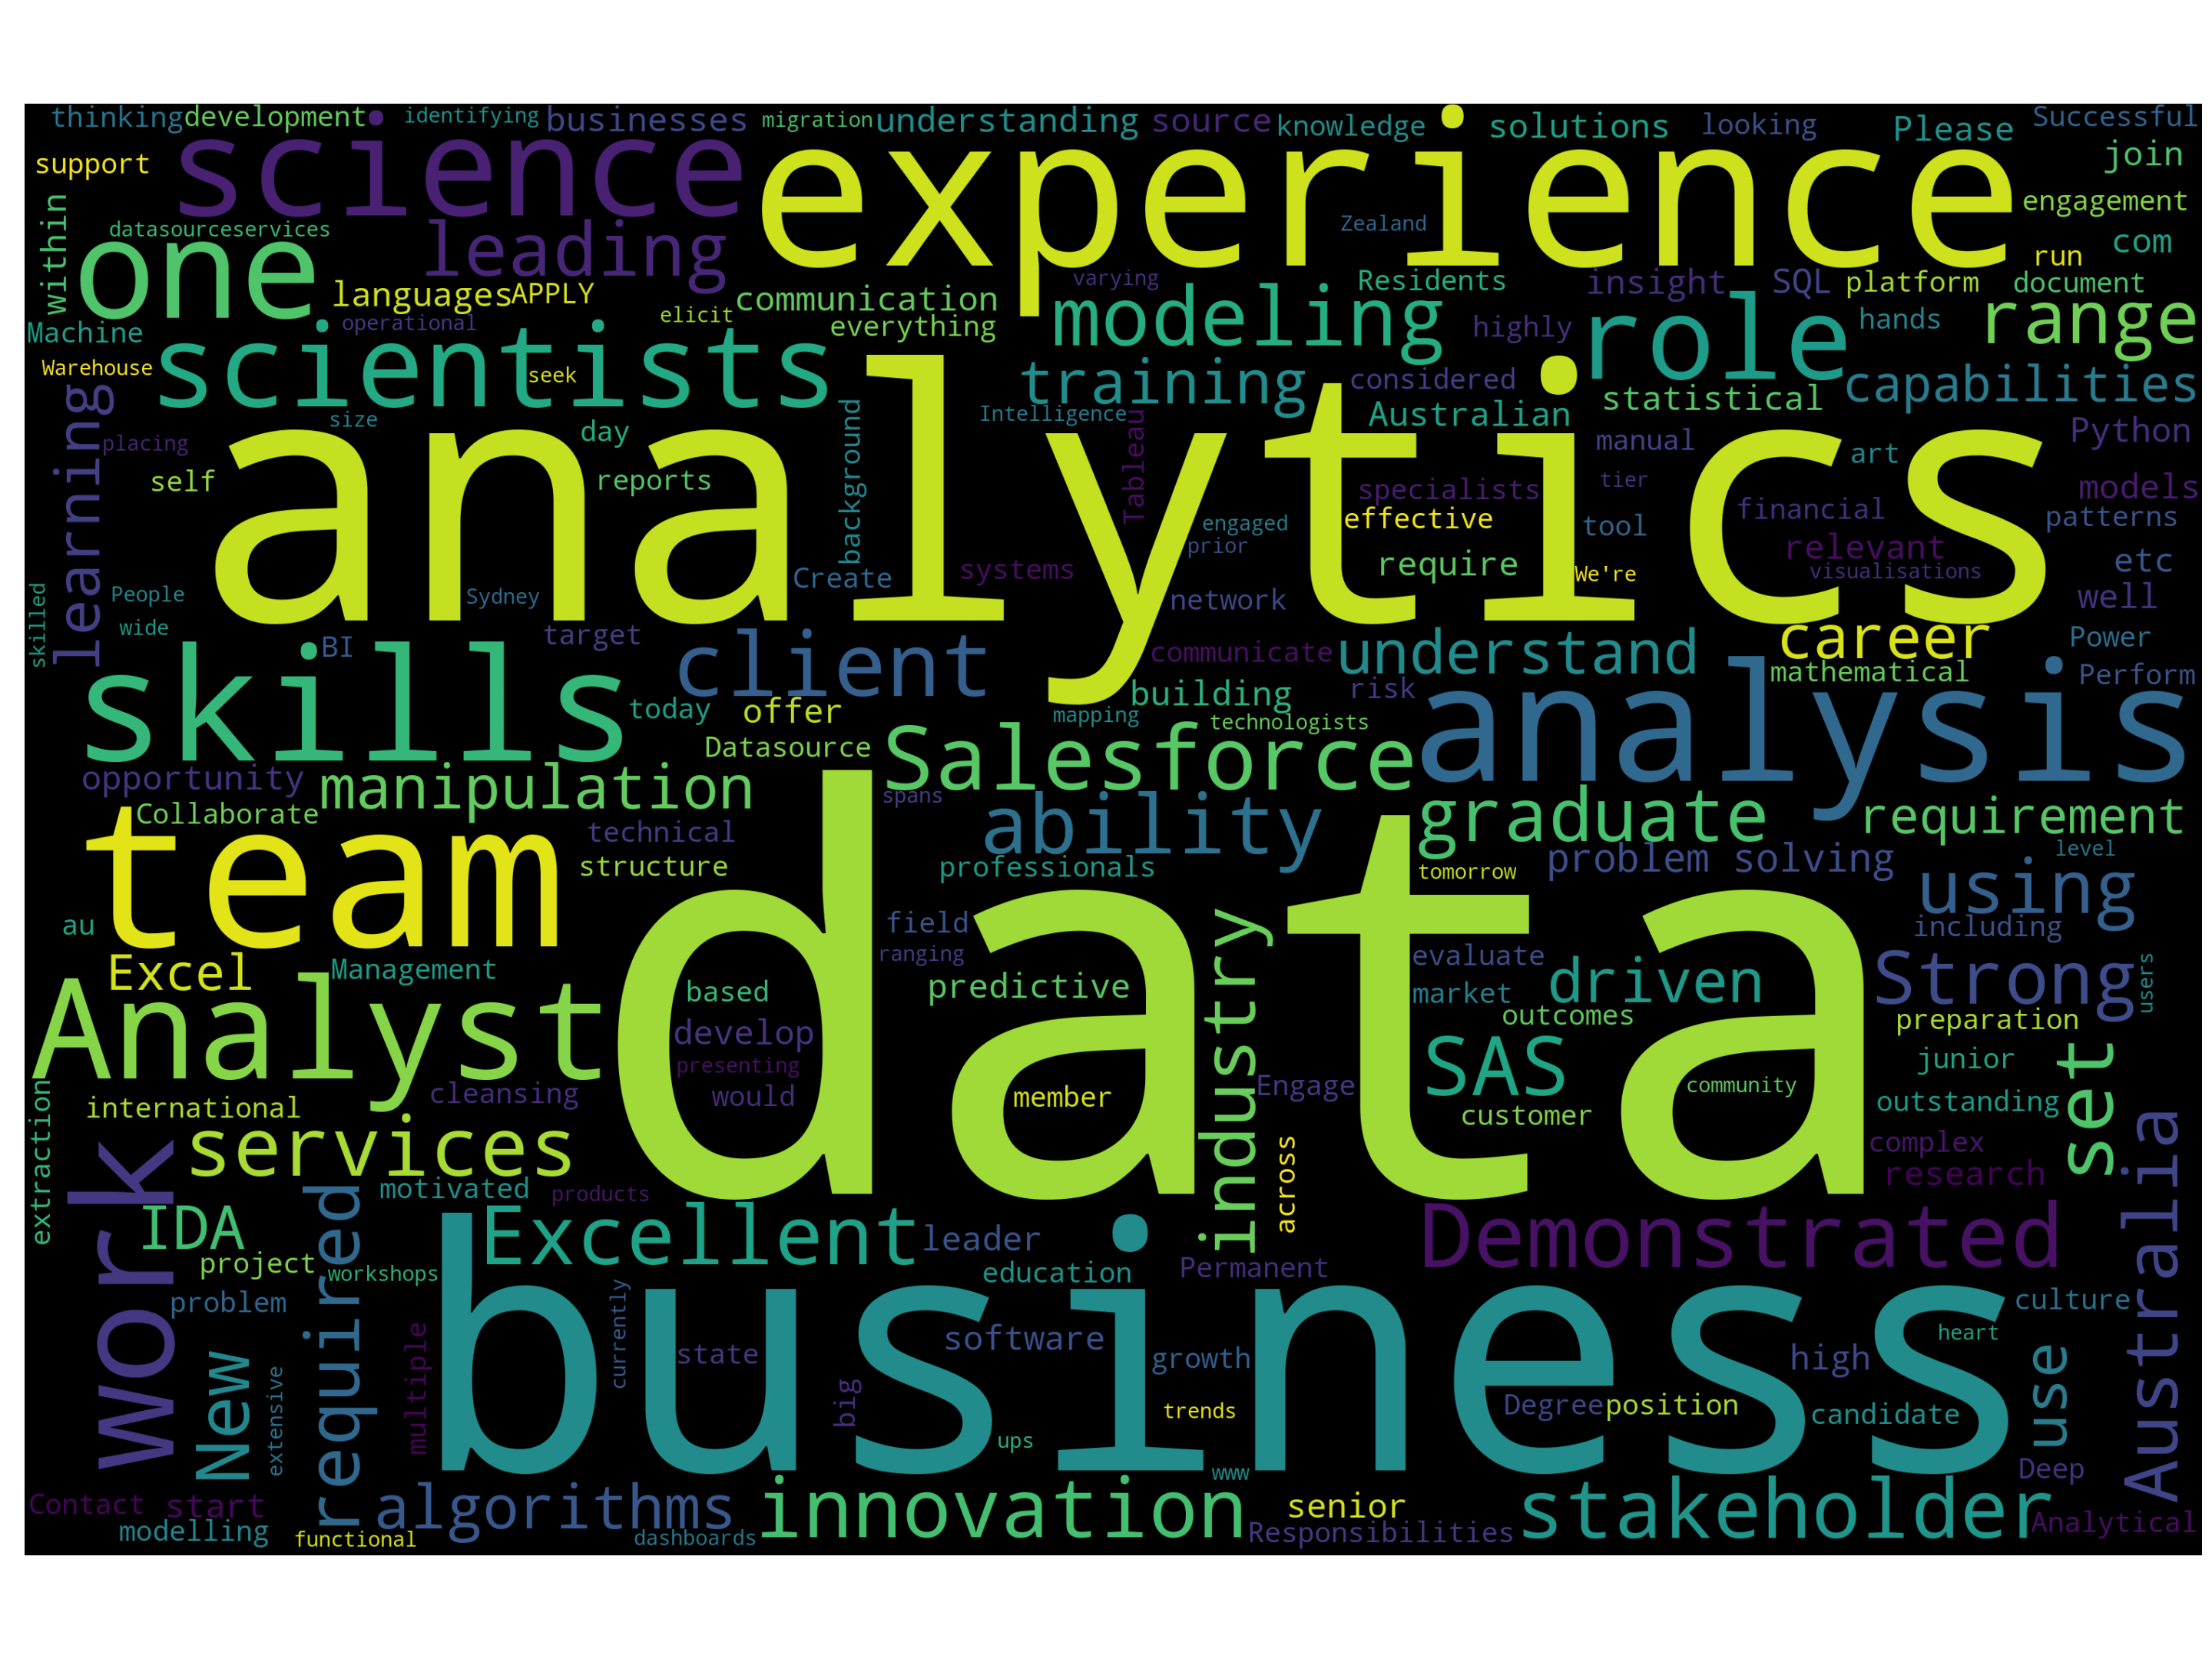 thinking
development
identifying
businesses
migration
understanding
source
knowledge
solutions
looking
Please
Successful
support
science
experience
join
within
datasourceservices
one
leading
Zealand
engagement
run
com
languages
APPLY
communication
varying
modeling
Residents
insight
SQL
platform
document
Machine
operational
elicit
everything
highly
role
hands
range
Warehouse
scientists
seek
training
considered
capabilities
learning
placing
size
day
analytics
background
Intelligence
Tableau
Australian
statistical
manual
art
Python
self
reports
specialists
tier
models
effective
tool
financial
patterns
engaged
prior
require
relevant
etc
skilled
People
Sydney
Create
systems
We're
visualisations
well
wide
network
BI
target
client
communicate
understand
career
Power
skills
today
offer
building
risk
mathematical
Perform
mapping
technologists
Datasource
Salesforce
analysis
opportunity
manipulation
spans
ability
graduate
requirement
Collaborate
technical
team
structure
professionals
problem solving
level
tomorrow
using
au
data
field
industry
including
Excel
Management
ranging
evaluate
driven
Strong
users
Analyst
based
predictive
market
outcomes
preparation
develop
SAS
junior
set
presenting
extraction
cleansing
would
member
Engage
community
international
customer
outstanding
work
services
across
complex
Australia
motivated
products
research
IDA
required
Excellent
leader
Demonstrated
project
workshops
education
Permanent
problem
business
culture
New
currently
state
software
growth
high
heart
use
extensive
multiple
big
trends
Degree
position
candidate
ups
www
Deep
Contact
start
algorithms
innovation
senior
stakeholder
modelling
functional
dashboards
Responsibilities
Analytical